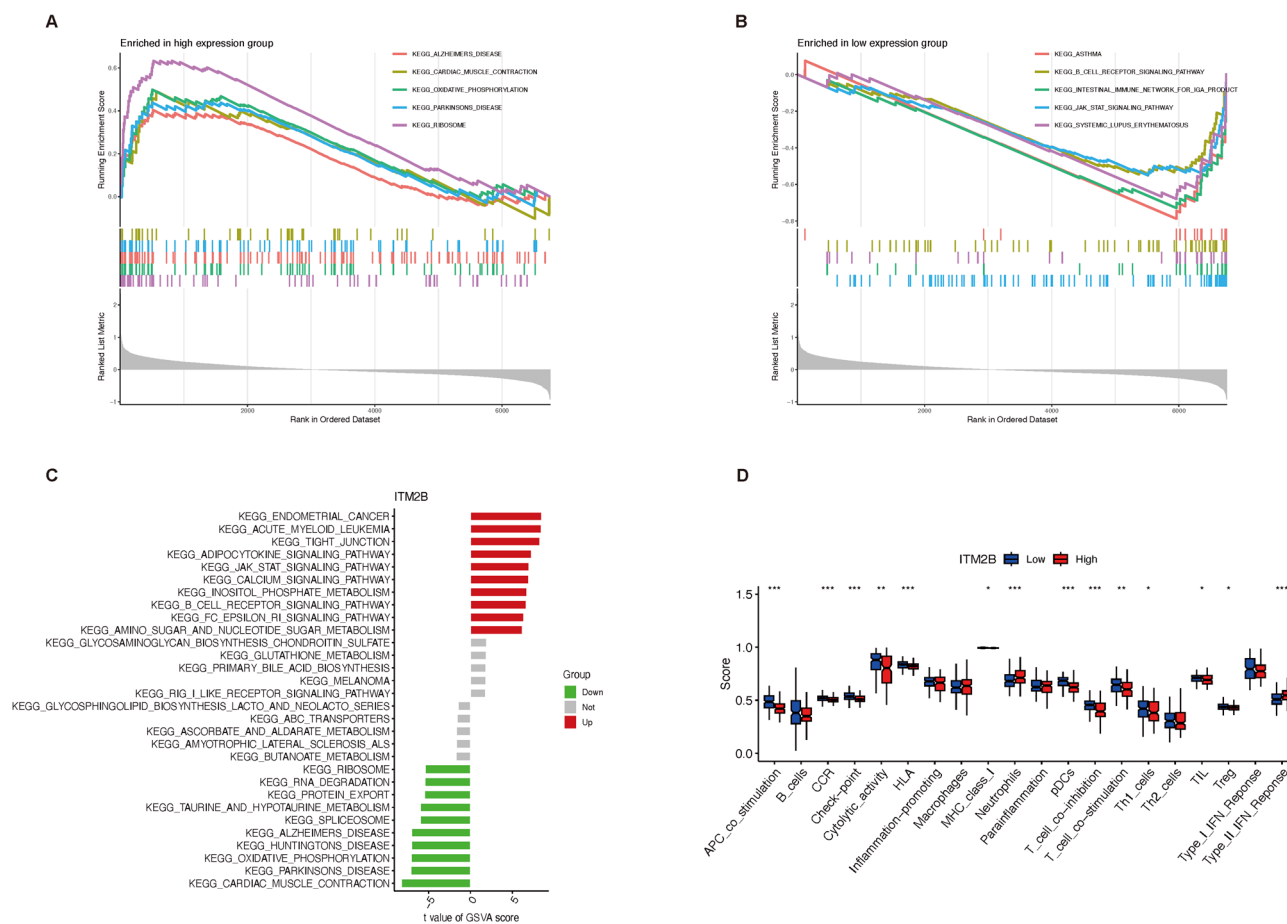 A
Enriched in high expression group
KEGG_ALZHEIMERS_DISEASE
KEGG_CARDIAC_MUSCLE_CONTRACTION
KEGG_OXIDATIVE_PHOSPHORYLATION
KEGG_PARKINSONS_DISEASE
KEGG_RIBOSOME
Running Enrichment Score
0.6
0.4
0.2
0.0
Ranked List Metric
2
1
0
−1
2000
4000
6000
Rank in Ordered Dataset
B
Enriched in low expression group
KEGG_ASTHMA
KEGG_B_CELL_RECEPTOR_SIGNALING_PATHWAY
KEGG_INTESTINAL_IMMUNE_NETWORK_FOR_IGA_PRODUCT
KEGG_JAK_STAT_SIGNALING_PATHWAY
KEGG_SYSTEMIC_LUPUS_ERYTHEMATOSUS
Running Enrichment Score
0.0
−0.2
−0.4
−0.6
−0.8
Ranked List Metric
2
1
0
−1
2000
4000
6000
Rank in Ordered Dataset
C
ITM2B
KEGG_ENDOMETRIAL_CANCER
KEGG_ACUTE_MYELOID_LEUKEMIA
KEGG_TIGHT_JUNCTION
KEGG_ADIPOCYTOKINE_SIGNALING_PATHWAY
KEGG_JAK_STAT_SIGNALING_PATHWAY
KEGG_CALCIUM_SIGNALING_PATHWAY
KEGG_INOSITOL_PHOSPHATE_METABOLISM
KEGG_B_CELL_RECEPTOR_SIGNALING_PATHWAY
KEGG_FC_EPSILON_RI_SIGNALING_PATHWAY
KEGG_AMINO_SUGAR_AND_NUCLEOTIDE_SUGAR_METABOLISM
KEGG_GLYCOSAMINOGLYCAN_BIOSYNTHESIS_CHONDROITIN_SULFATE
KEGG_GLUTATHIONE_METABOLISM
KEGG_PRIMARY_BILE_ACID_BIOSYNTHESIS
KEGG_MELANOMA
KEGG_RIG_I_LIKE_RECEPTOR_SIGNALING_PATHWAY
KEGG_GLYCOSPHINGOLIPID_BIOSYNTHESIS_LACTO_AND_NEOLACTO_SERIES
KEGG_ABC_TRANSPORTERS
KEGG_ASCORBATE_AND_ALDARATE_METABOLISM
KEGG_AMYOTROPHIC_LATERAL_SCLEROSIS_ALS
KEGG_BUTANOATE_METABOLISM
KEGG_RIBOSOME
KEGG_RNA_DEGRADATION
KEGG_PROTEIN_EXPORT
KEGG_TAURINE_AND_HYPOTAURINE_METABOLISM
KEGG_SPLICEOSOME
KEGG_ALZHEIMERS_DISEASE
KEGG_HUNTINGTONS_DISEASE
KEGG_OXIDATIVE_PHOSPHORYLATION
KEGG_PARKINSONS_DISEASE
KEGG_CARDIAC_MUSCLE_CONTRACTION
−5
0
5
t value of GSVA score
Group
Down
Not
Up
D
ITM2B Low High
*** *** *** ** *** * *** *** *** ** * * * ***
Score
1.5
1.0
0.5
0.0
APC_co_stimulation
B_cells
CCR
Check−point
Cytolytic_activity
HLA
Inflammation−promoting
Macrophages
MHC_class_I
Neutrophils
Parainflammation
pDCs
T_cell_co−inhibition
T_cell_co−stimulation
Th1_cells
Th2_cells
TIL
Treg
Type_I_IFN_Reponse
Type_II_IFN_Reponse